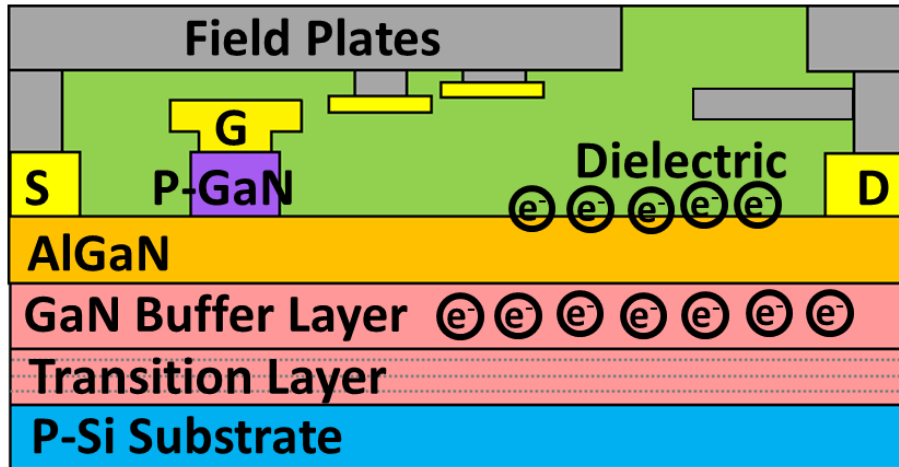 Field Plates
G
Dielectric
S
P-GaN
D
e⁻ e⁻ e⁻ e⁻ e⁻
AlGaN
GaN Buffer Layer e⁻ e⁻ e⁻ e⁻ e⁻ e⁻ e⁻
Transition Layer
P-Si Substrate